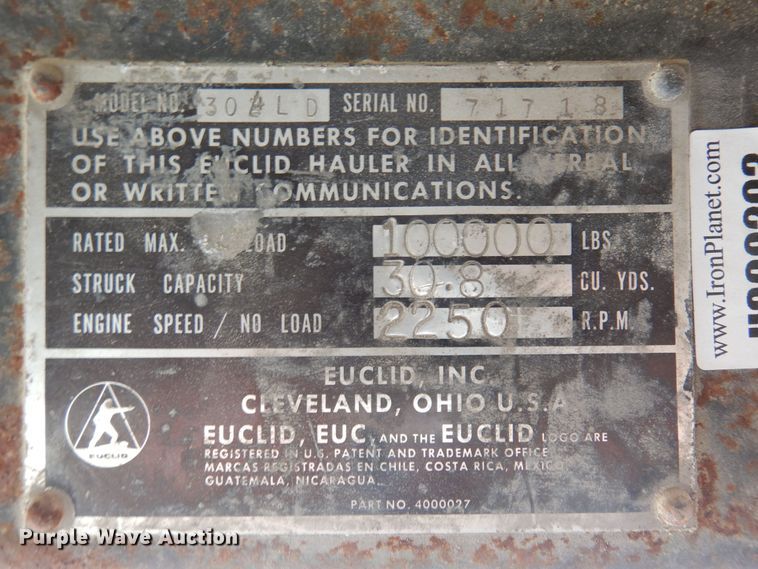 MODEL NO. 304LD SERIAL NO. 71718
USE ABOVE NUMBERS FOR IDENTIFICATION
OF THIS EUCLID HAULER IN ALL VERBAL
OR WRITTEN COMMUNICATIONS.
RATED MAX. LOAD 100000 LBS
STRUCK CAPACITY 30.8 CU. YDS.
ENGINE SPEED / NO LOAD 2250 R.P.M
EUCLID, INC
CLEVELAND, OHIO U.S.A
EUCLID, EUC, AND THE EUCLID LOGO ARE
REGISTERED IN U.S. PATENT AND TRADEMARK OFFICE
MARCAS REGISTRADAS EN CHILE, COSTA RICA, MEXICO
GUATEMALA, NICARAGUA
PART NO. 4000027
EUCLID
www.IronPlanet.com
Purple Wave Auction